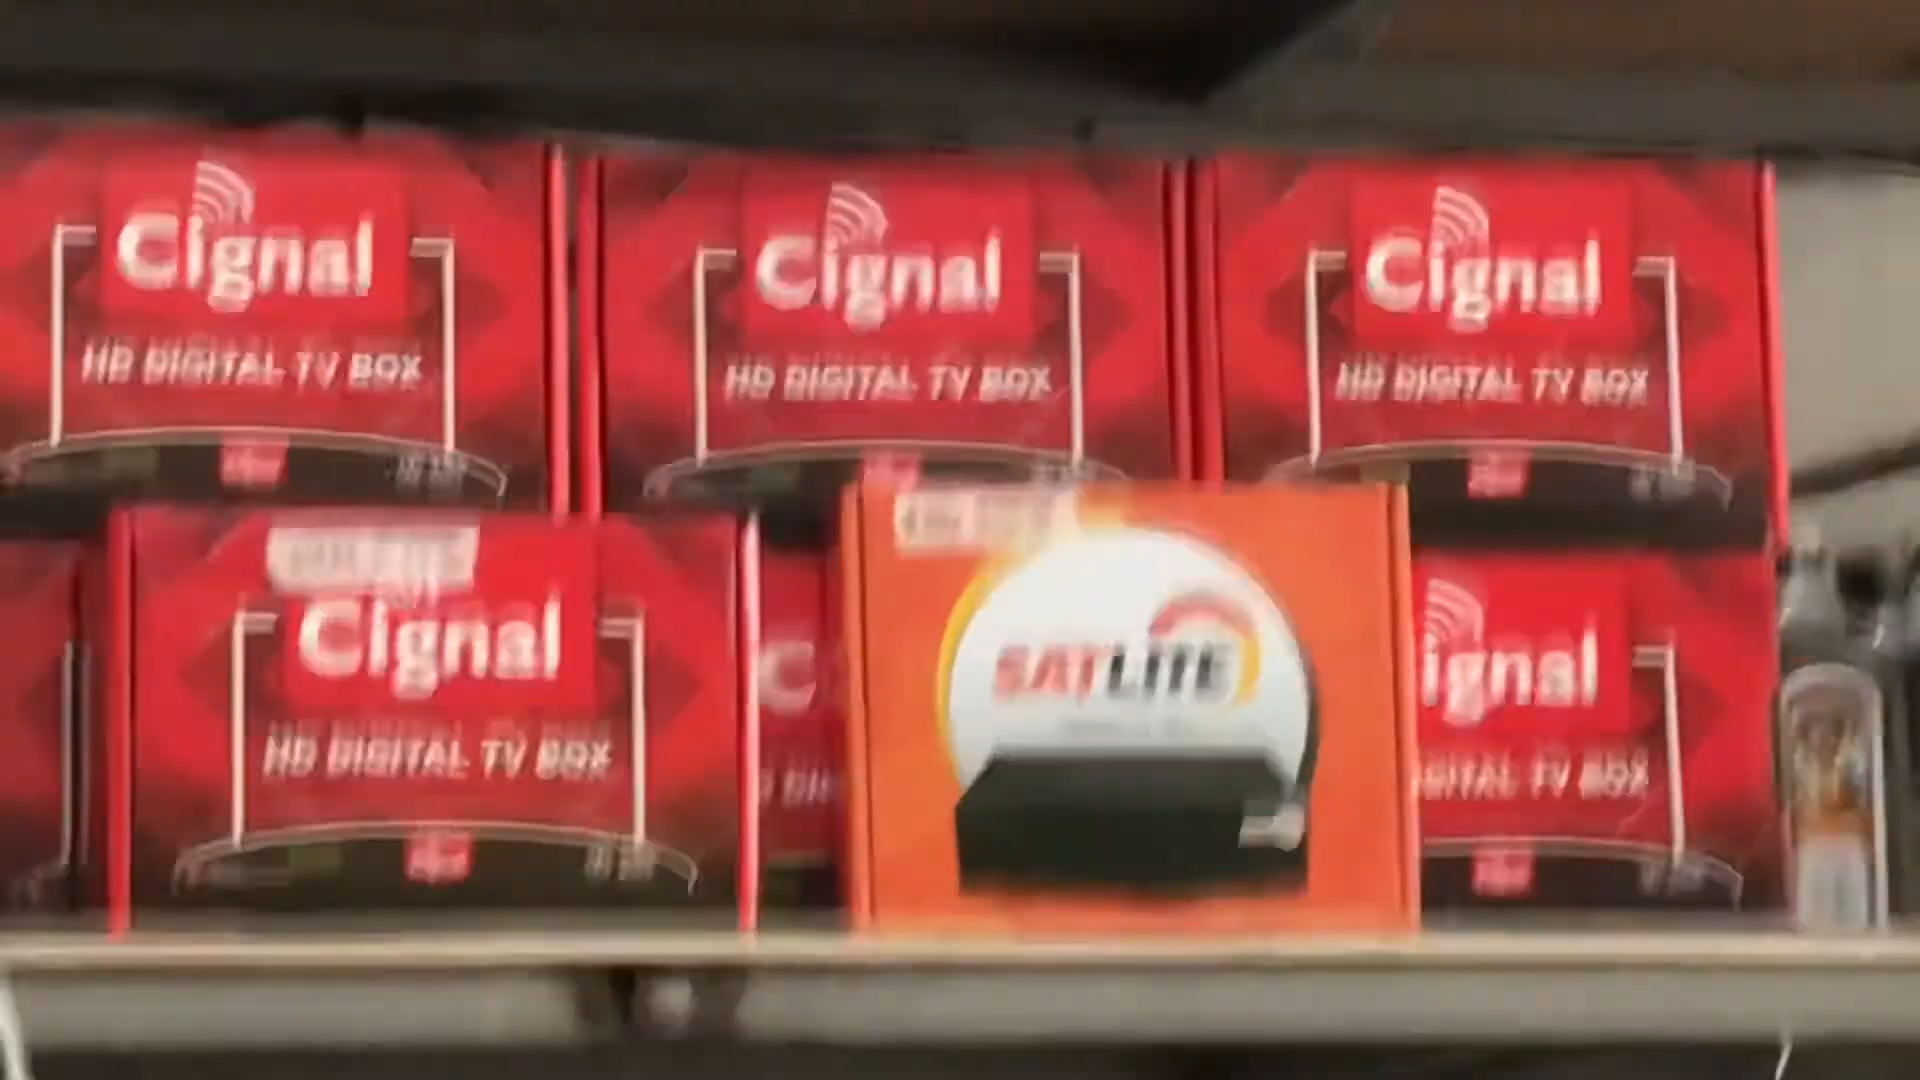 Cignal
HD DIGITAL TV BOX
Cignal
HD DIGITAL TV BOX
Cignal
HD DIGITAL TV BOX
Cignal
HD DIGITAL TV BOX
C
SATLITE
ignal
IGITAL TV BOX